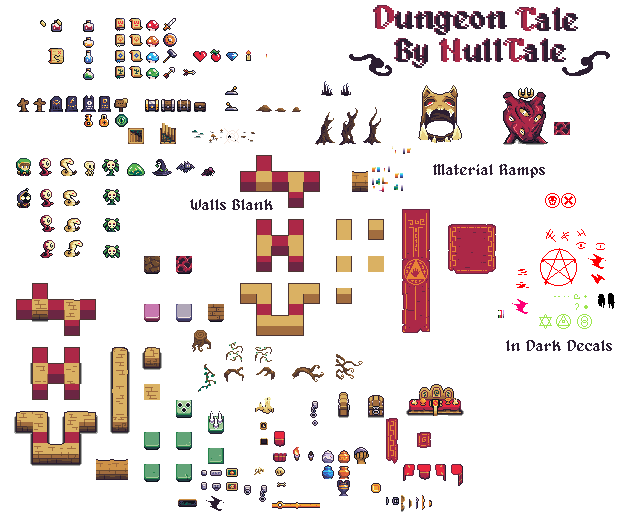 Dungeon Tale
By NullTale
Material Ramps
Walls Blank
In Dark Decals